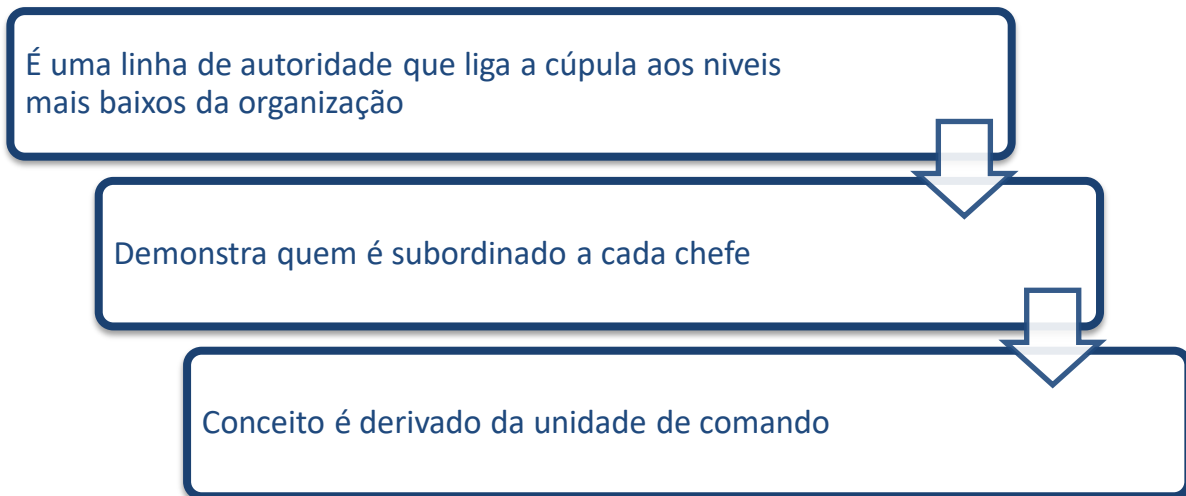 É uma linha de autoridade que liga a cúpula aos niveis
mais baixos da organização
Demonstra quem é subordinado a cada chefe
Conceito é derivado da unidade de comando